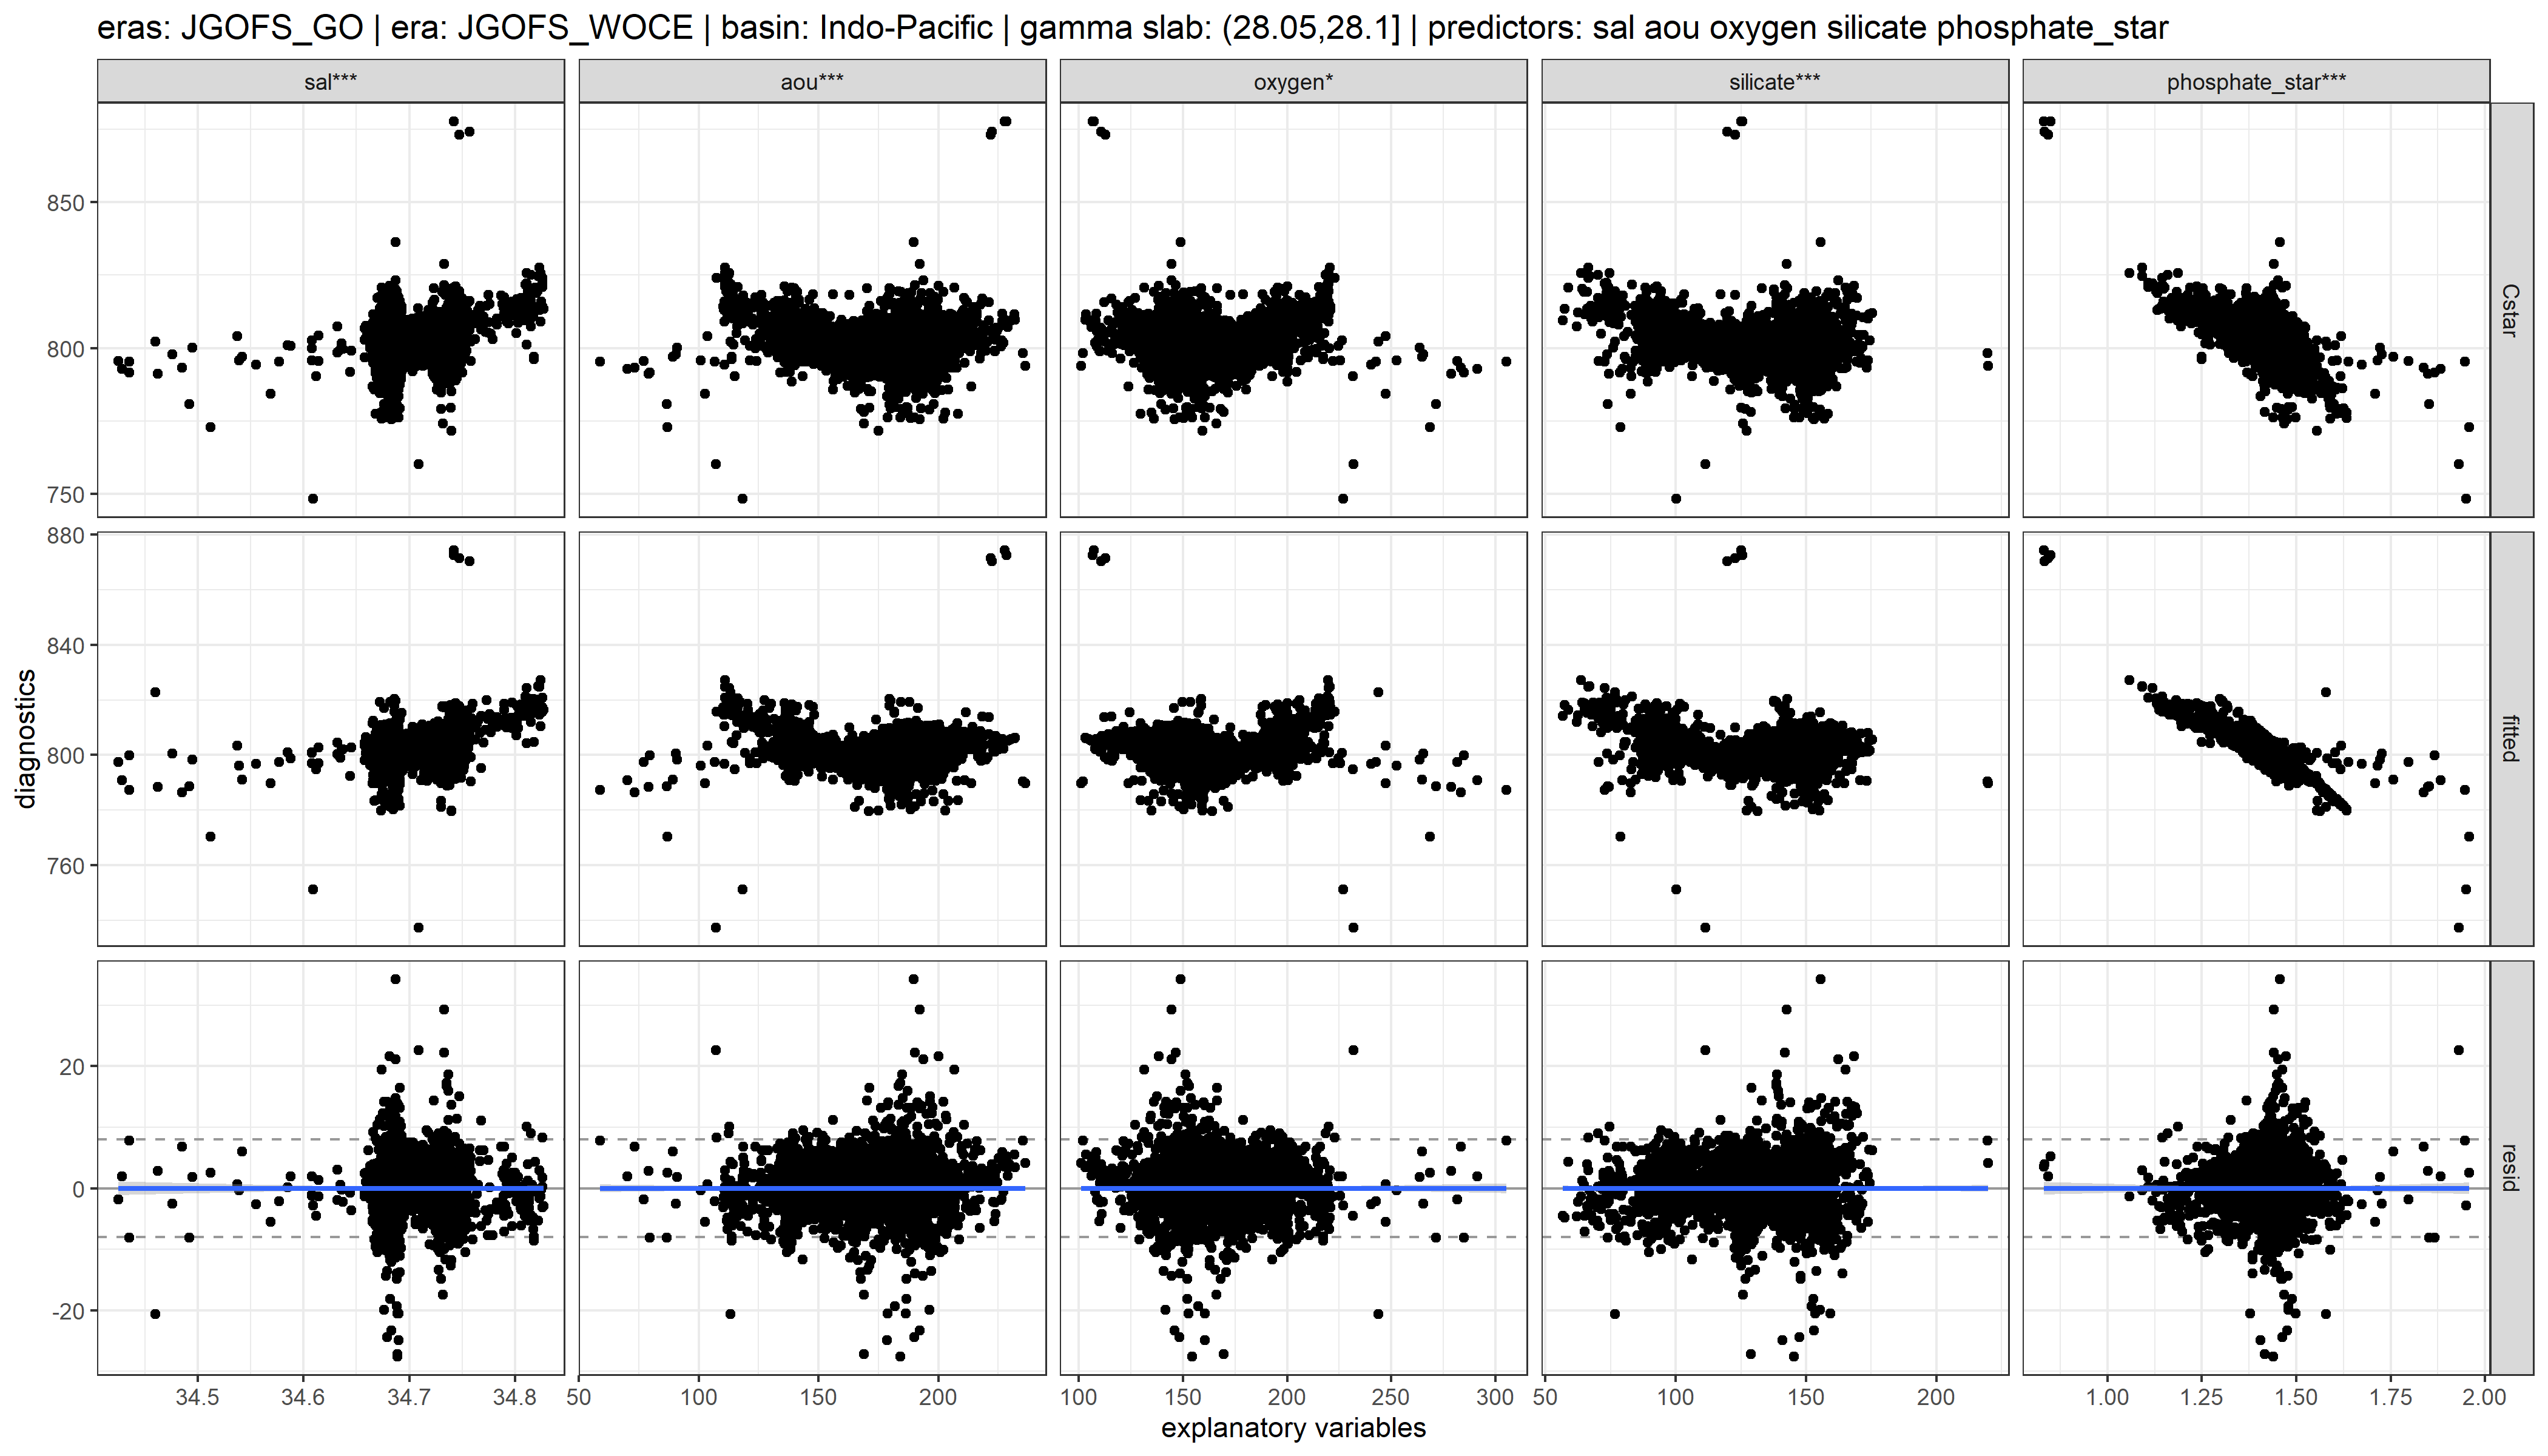 eras: JGOFS_GO | era: JGOFS_WOCE | basin: Indo-Pacific | gamma slab: (28.05,28.1] | predictors: sal aou oxygen silicate phosphate_star
sal*** aou*** oxygen* silicate*** phosphate_star***
850
800
750
Cstar
880
840
800
760
fitted
diagnostics
20
0
-20
resid
34.5 34.6 34.7 34.8 50 100 150 200 100 150 200 250 300 50 100 150 200 1.00 1.25 1.50 1.75 2.00
explanatory variables